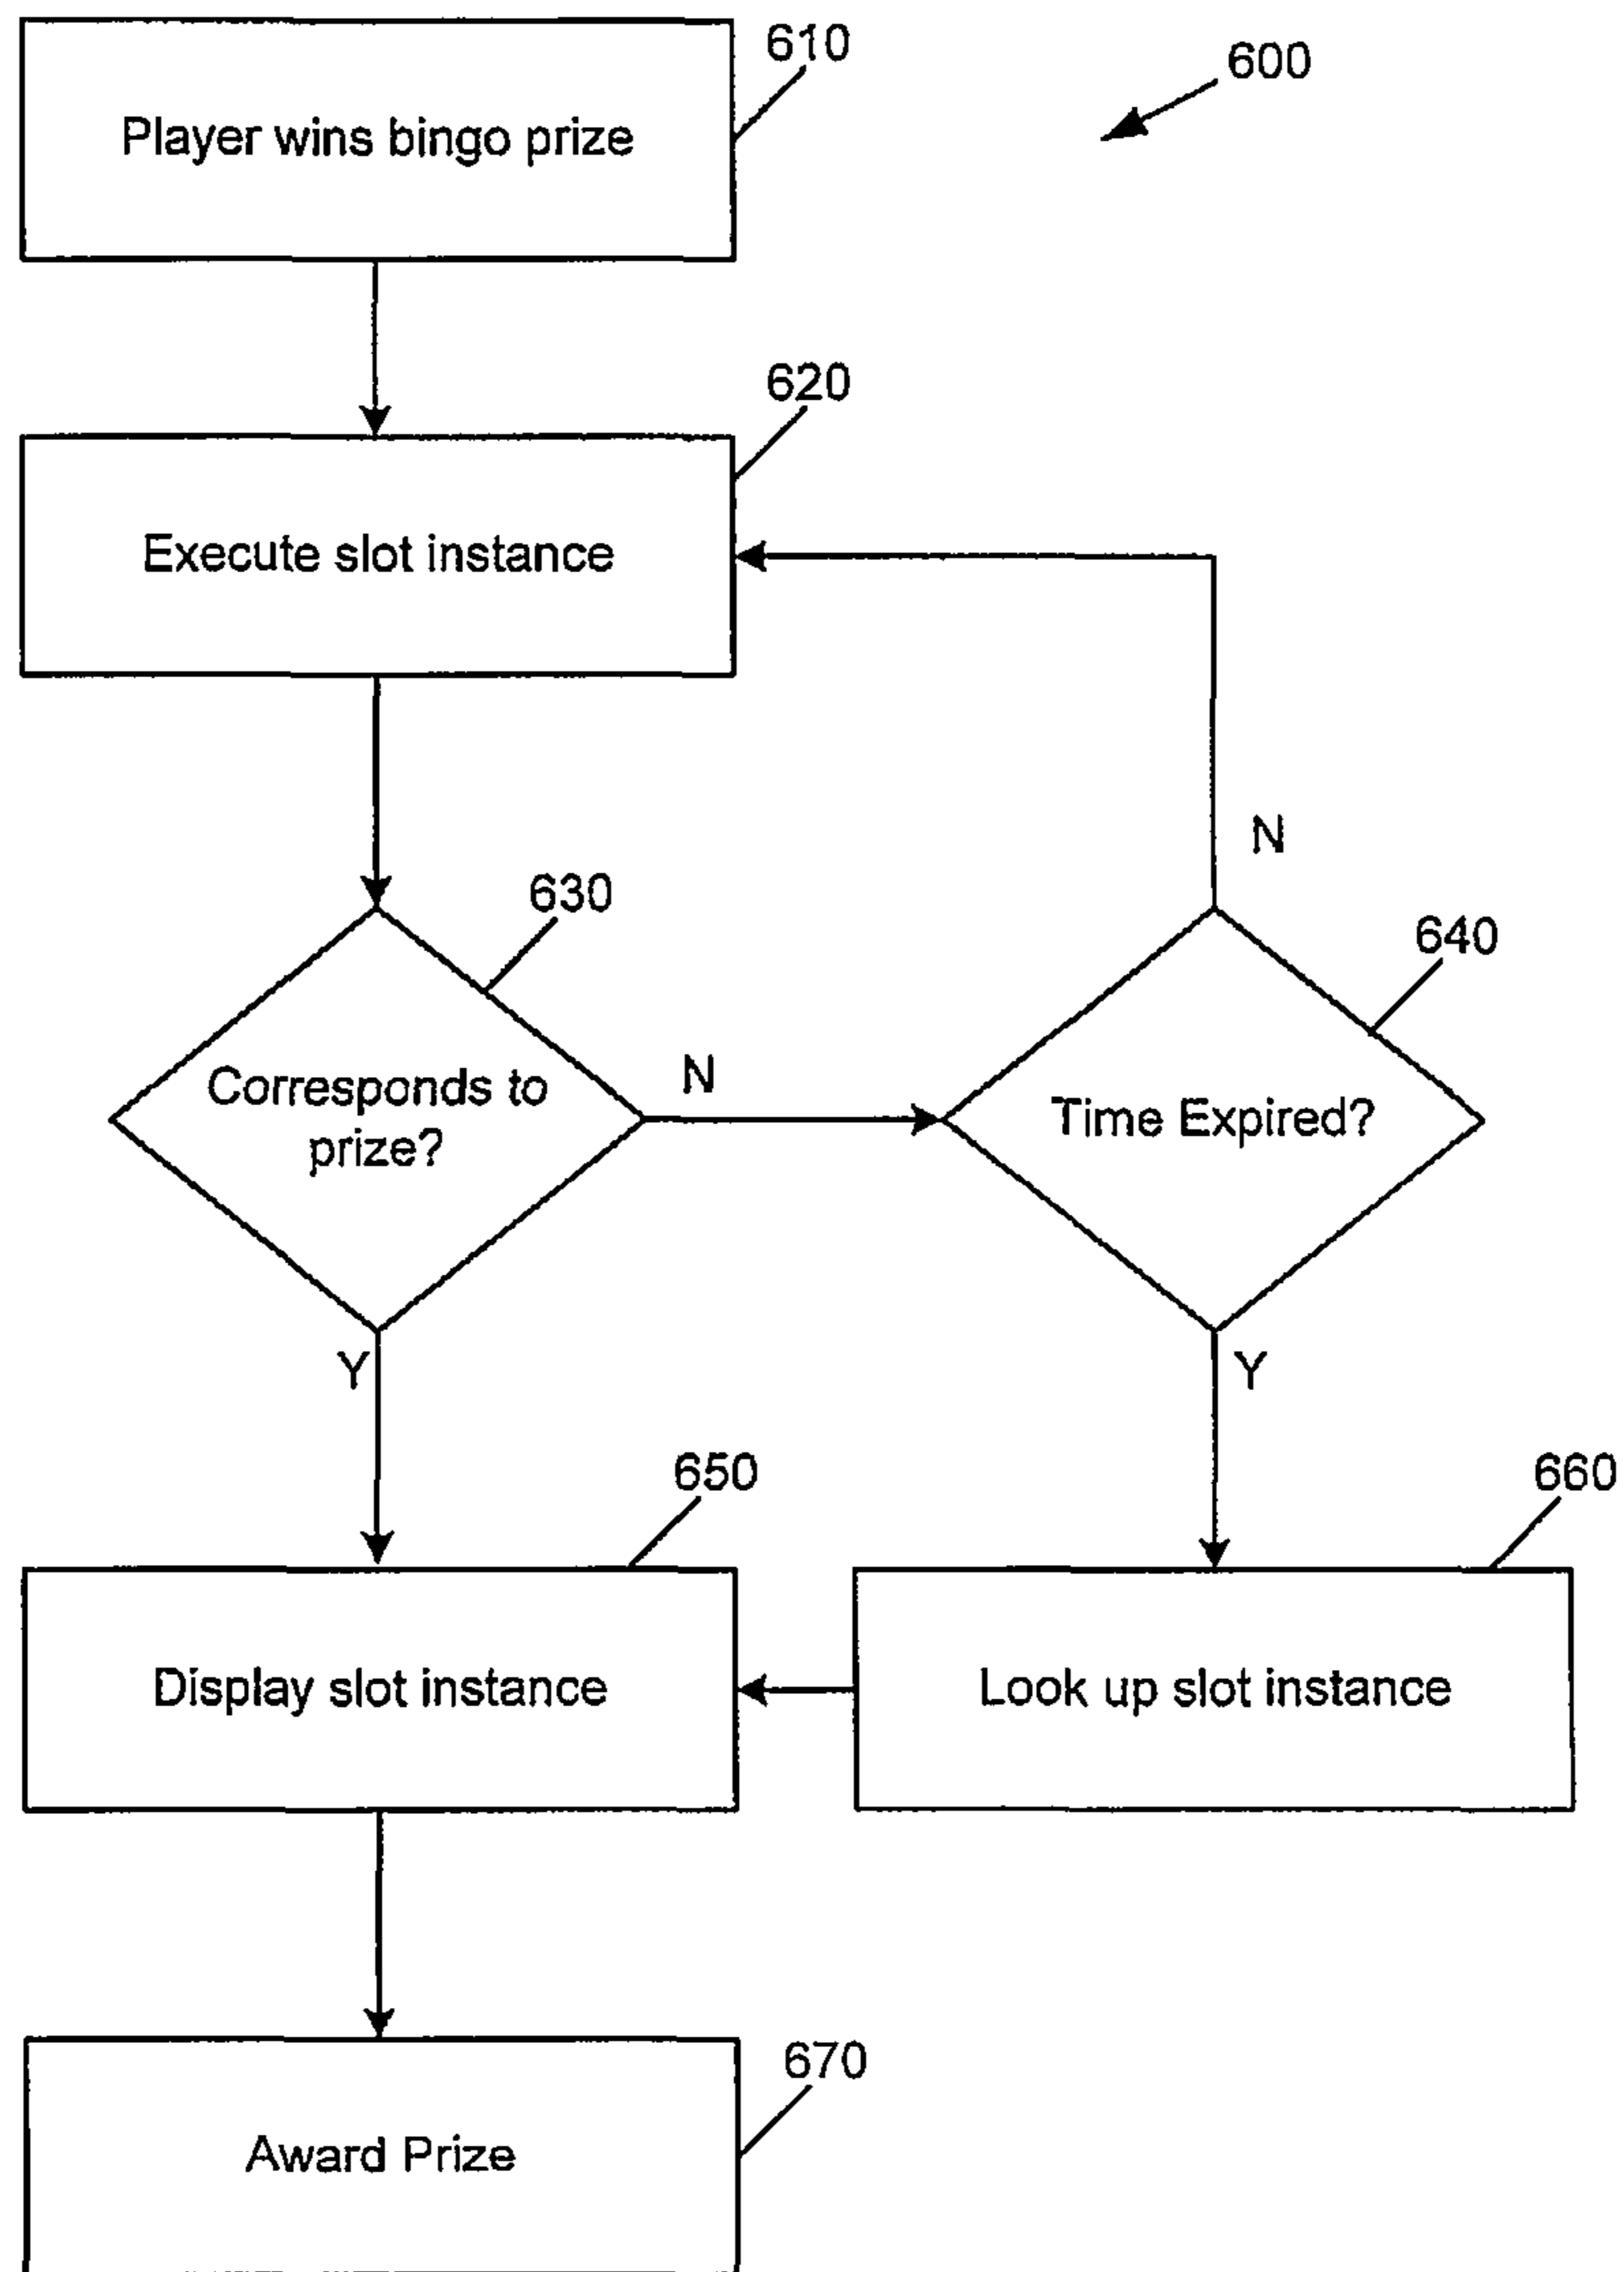 610
600
Player wins bingo prize
620
Execute slot instance
N
630
640
Corresponds to
prize?
N
Time Expired?
Y
Y
650
660
Display slot instance
Look up slot instance
670
Award Prize